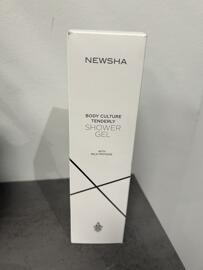 NEWSHA
BODY CULTURE
TENDERLY
SHOWER
GEL
WITH
MILK PROTEINS